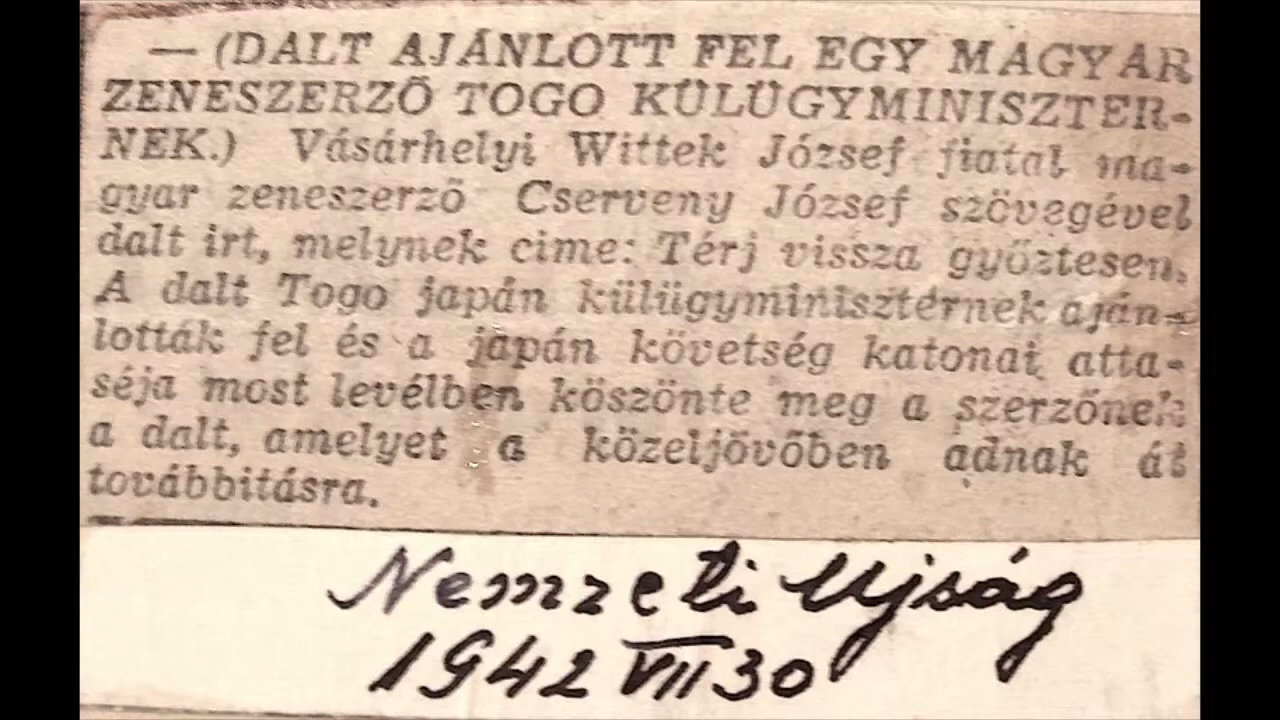 — (DALT AJÁNLOTT FEL EGY MAGYAR
ZENESZERZŐ TOGO KÜLÜGYMINISZTER-
NEK.) Vásárhelyi Wittek József fiatal ma-
gyar zeneszerző Cserveny József szövegével
dalt irt, melynek cime: Térj vissza győztesen.
A dalt Togo japán külügyminiszternek aján-
lották fel és a japán követség katonai atta-
séja most levélben köszönte meg a szerzőnek
a dalt, amelyet a közeljövőben adnak át
továbbitásra.
Nemzeti Ujság
1942 VII 30